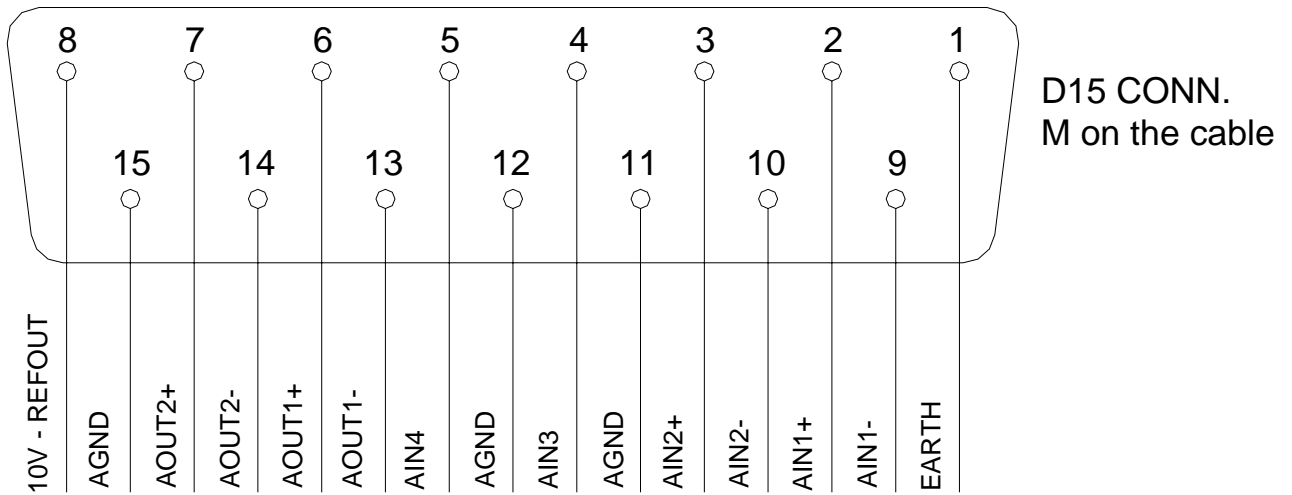 8 7 6 5 4 3 2 1
D15 CONN.
M on the cable
15 14 13 12 11 10 9
10V - REFOUT
AGND
AOUT2+
AOUT2-
AOUT1+
AOUT1-
AIN4
AGND
AIN3
AGND
AIN2+
AIN2-
AIN1+
AIN1-
EARTH